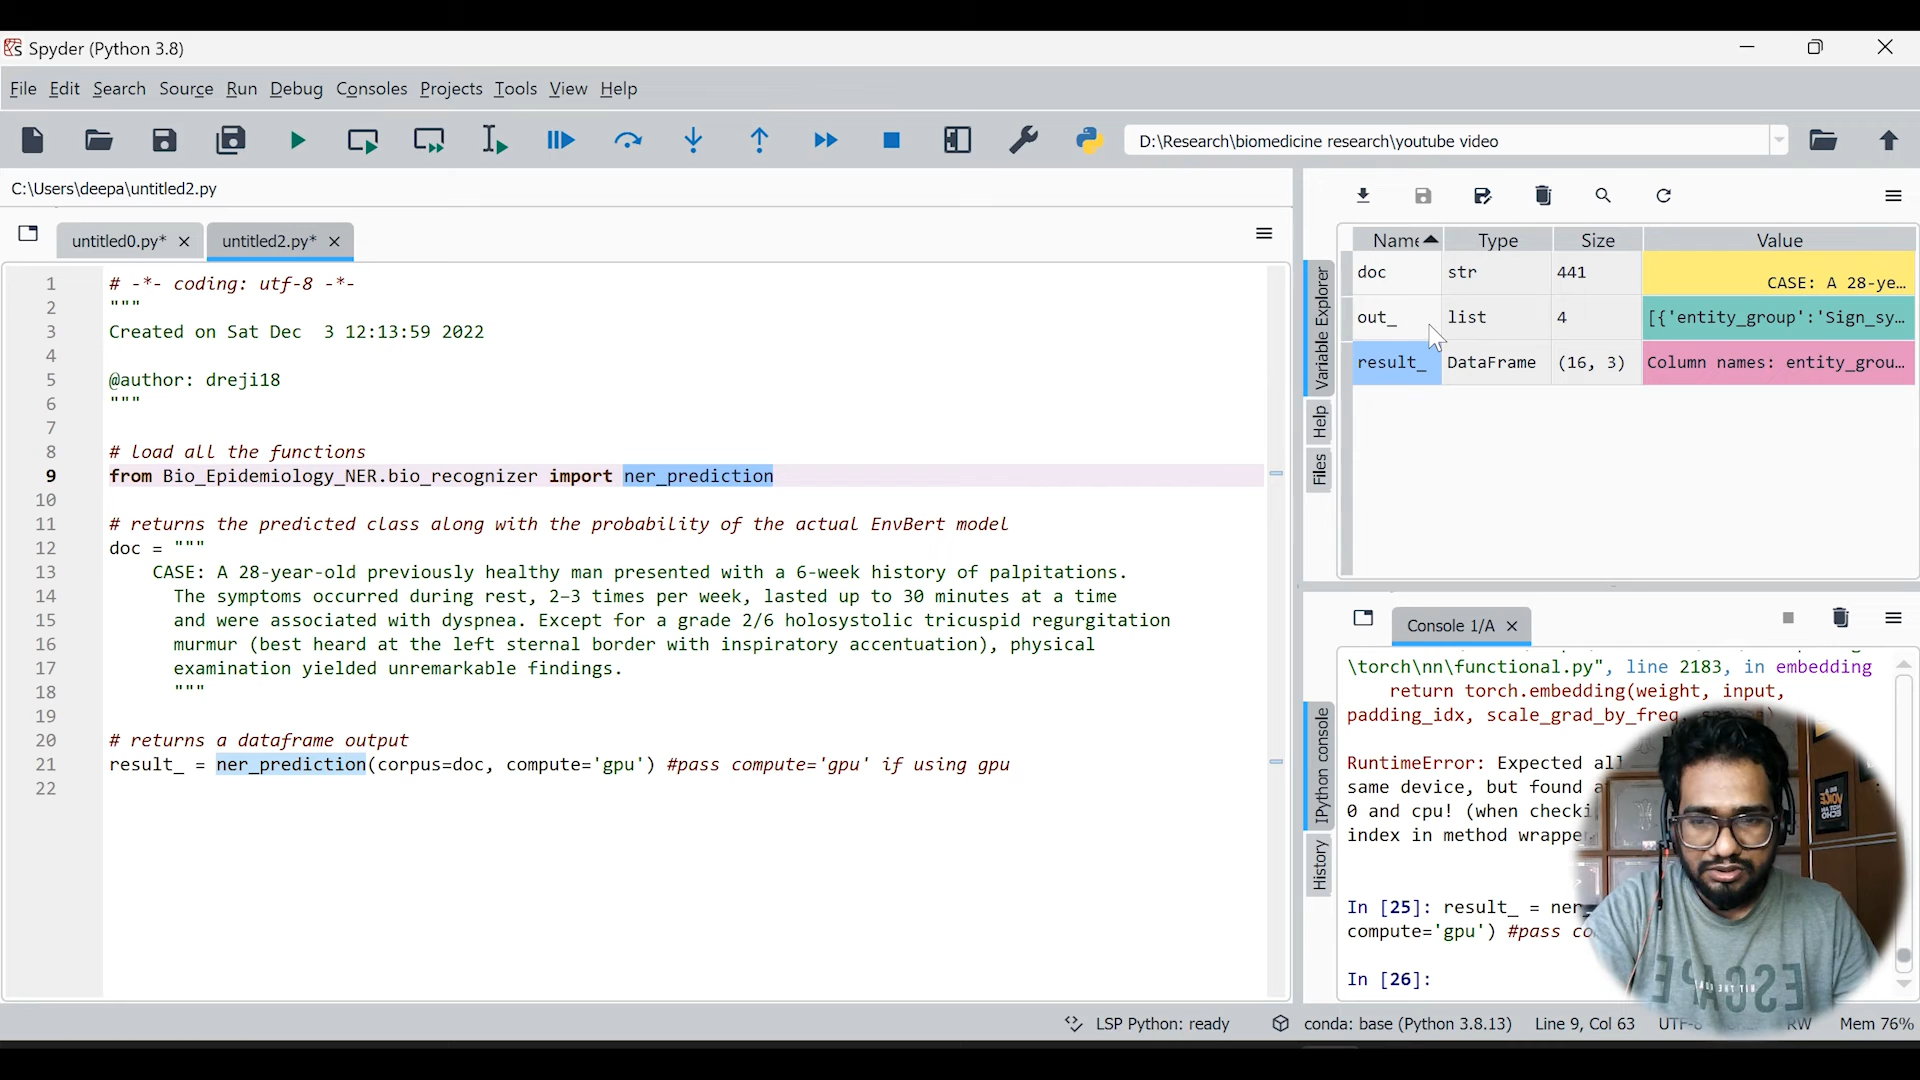 Spyder (Python 3.8)
File Edit Search Source Run Debug Consoles Projects Tools View Help
D:\Research\biomedicine research\youtube video
C:\Users\deepa\untitled2.py
untitled0.py*
untitled2.py*
1 # -*- coding: utf-8 -*-
2 """
3 Created on Sat Dec  3 12:13:59 2022
4
5 @author: dreji18
6 """
7
8 # load all the functions
9 from Bio_Epidemiology_NER.bio_recognizer import ner_prediction
10
11 # returns the predicted class along with the probability of the actual EnvBert model
12 doc = """
13 CASE: A 28-year-old previously healthy man presented with a 6-week history of palpitations.
14 The symptoms occurred during rest, 2–3 times per week, lasted up to 30 minutes at a time
15 and were associated with dyspnea. Except for a grade 2/6 holosystolic tricuspid regurgitation
16 murmur (best heard at the left sternal border with inspiratory accentuation), physical
17 examination yielded unremarkable findings.
18 """
19
20 # returns a dataframe output
21 result_ = ner_prediction(corpus=doc, compute='gpu') #pass compute='gpu' if using gpu
22
Name Type Size Value
doc str 441 CASE: A 28-ye…
out_ list 4 [{'entity_group':'Sign_sy…
result_ DataFrame (16, 3) Column names: entity_grou…
Variable Explorer
Help
Files
Console 1/A
\torch\nn\functional.py", line 2183, in embedding
return torch.embedding(weight, input,
padding_idx, scale_grad_by_freq,
RuntimeError: Expected all
same device, but found a
0 and cpu! (when checki
index in method wrappe
In [25]: result_ = ner
compute='gpu') #pass co
In [26]:
IPython console
History
ESCAPE
LSP Python: ready
conda: base (Python 3.8.13)
Line 9, Col 63
UTF-8
RW
Mem 76%